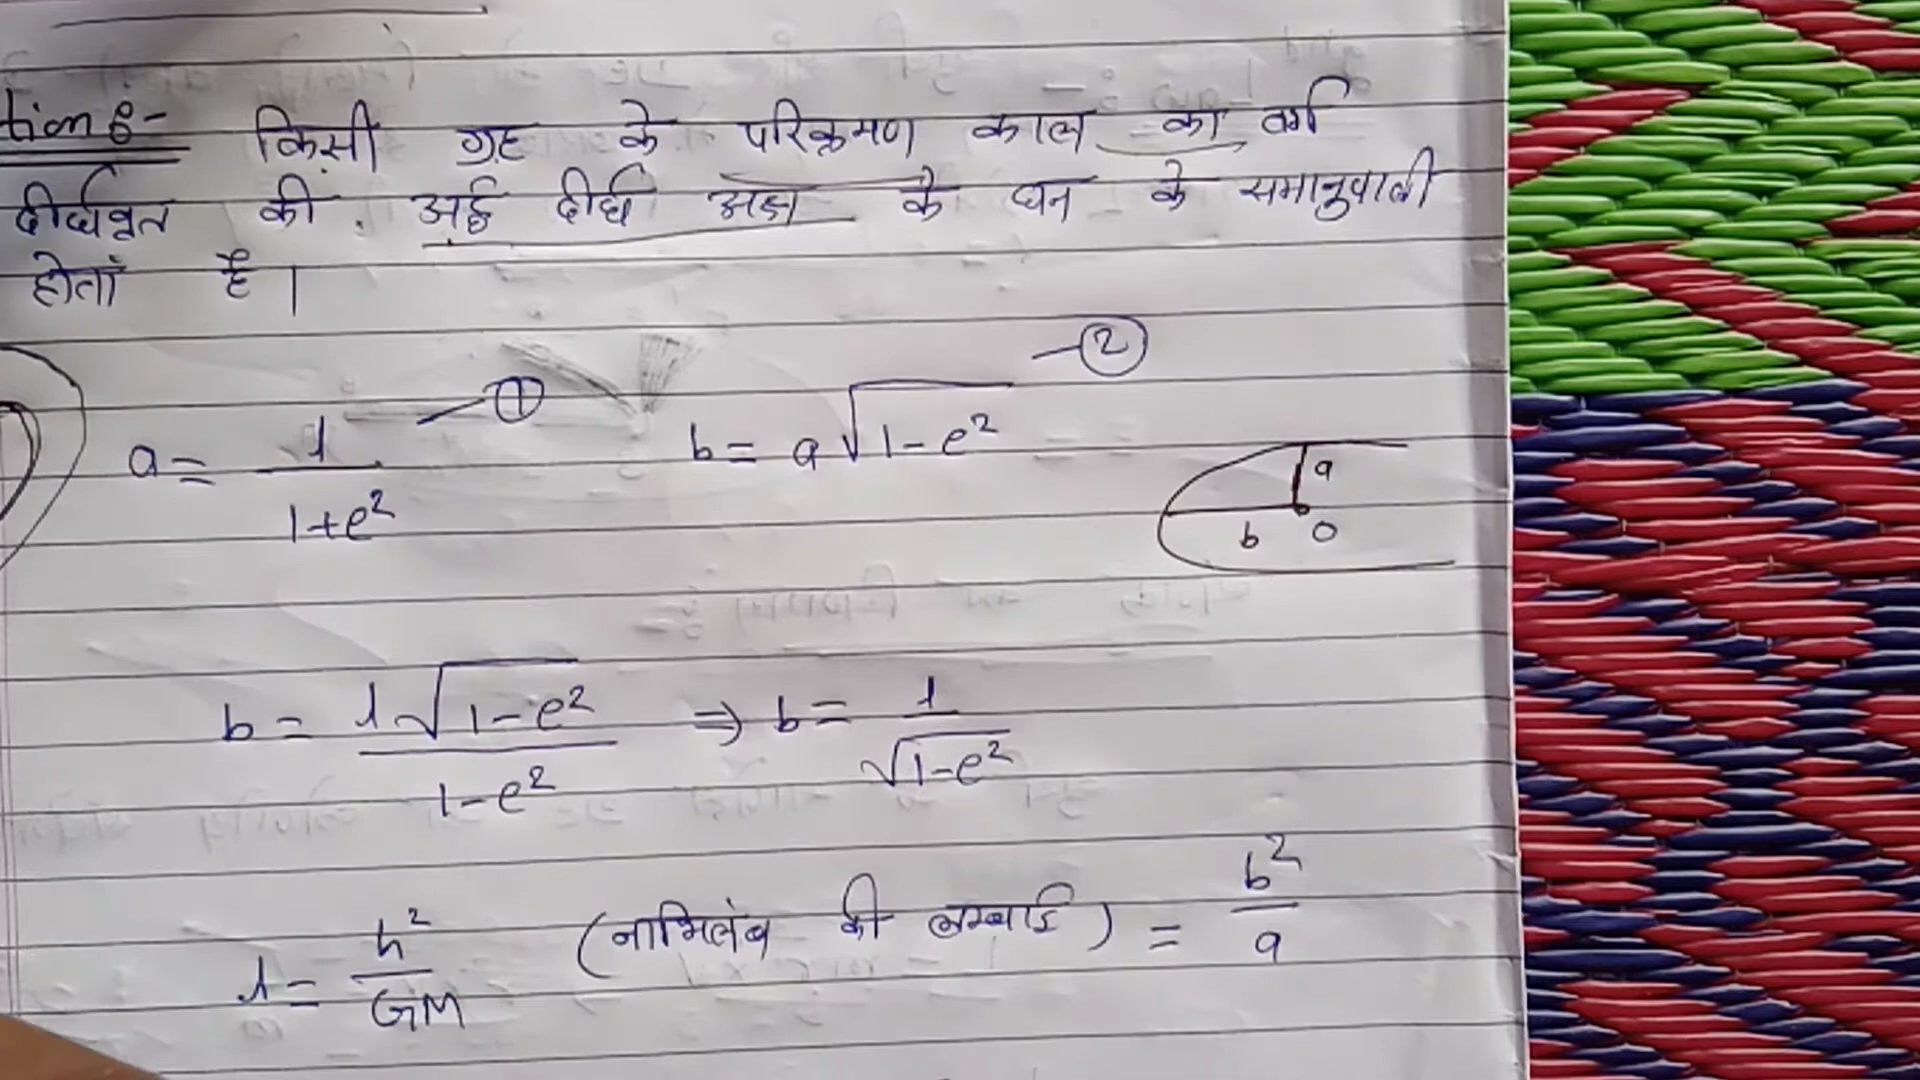 tion:- किसी ग्रह के परिक्रमण काल का वर्ग
दीर्घवृत की अर्द्ध दीर्घ अक्ष के घन के समानुपाती
होता है।
a = l / 1+e² —① b = a√1-e² —②
a
b O
b = l√1-e² / 1-e² ⇒ b = l / √1-e²
l = h² / GM (नाभिलंब की लम्बाई) = b² / a